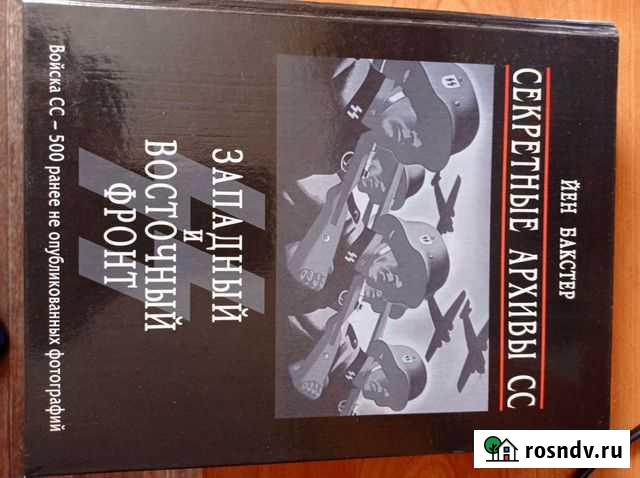 ЙЕН БАКСТЕР
СЕКРЕТНЫЕ АРХИВЫ СС
ЗАПАДНЫЙ
И
ВОСТОЧНЫЙ
ФРОНТ
Войска СС – 500 ранее не опубликованных фотографий
rosndv.ru